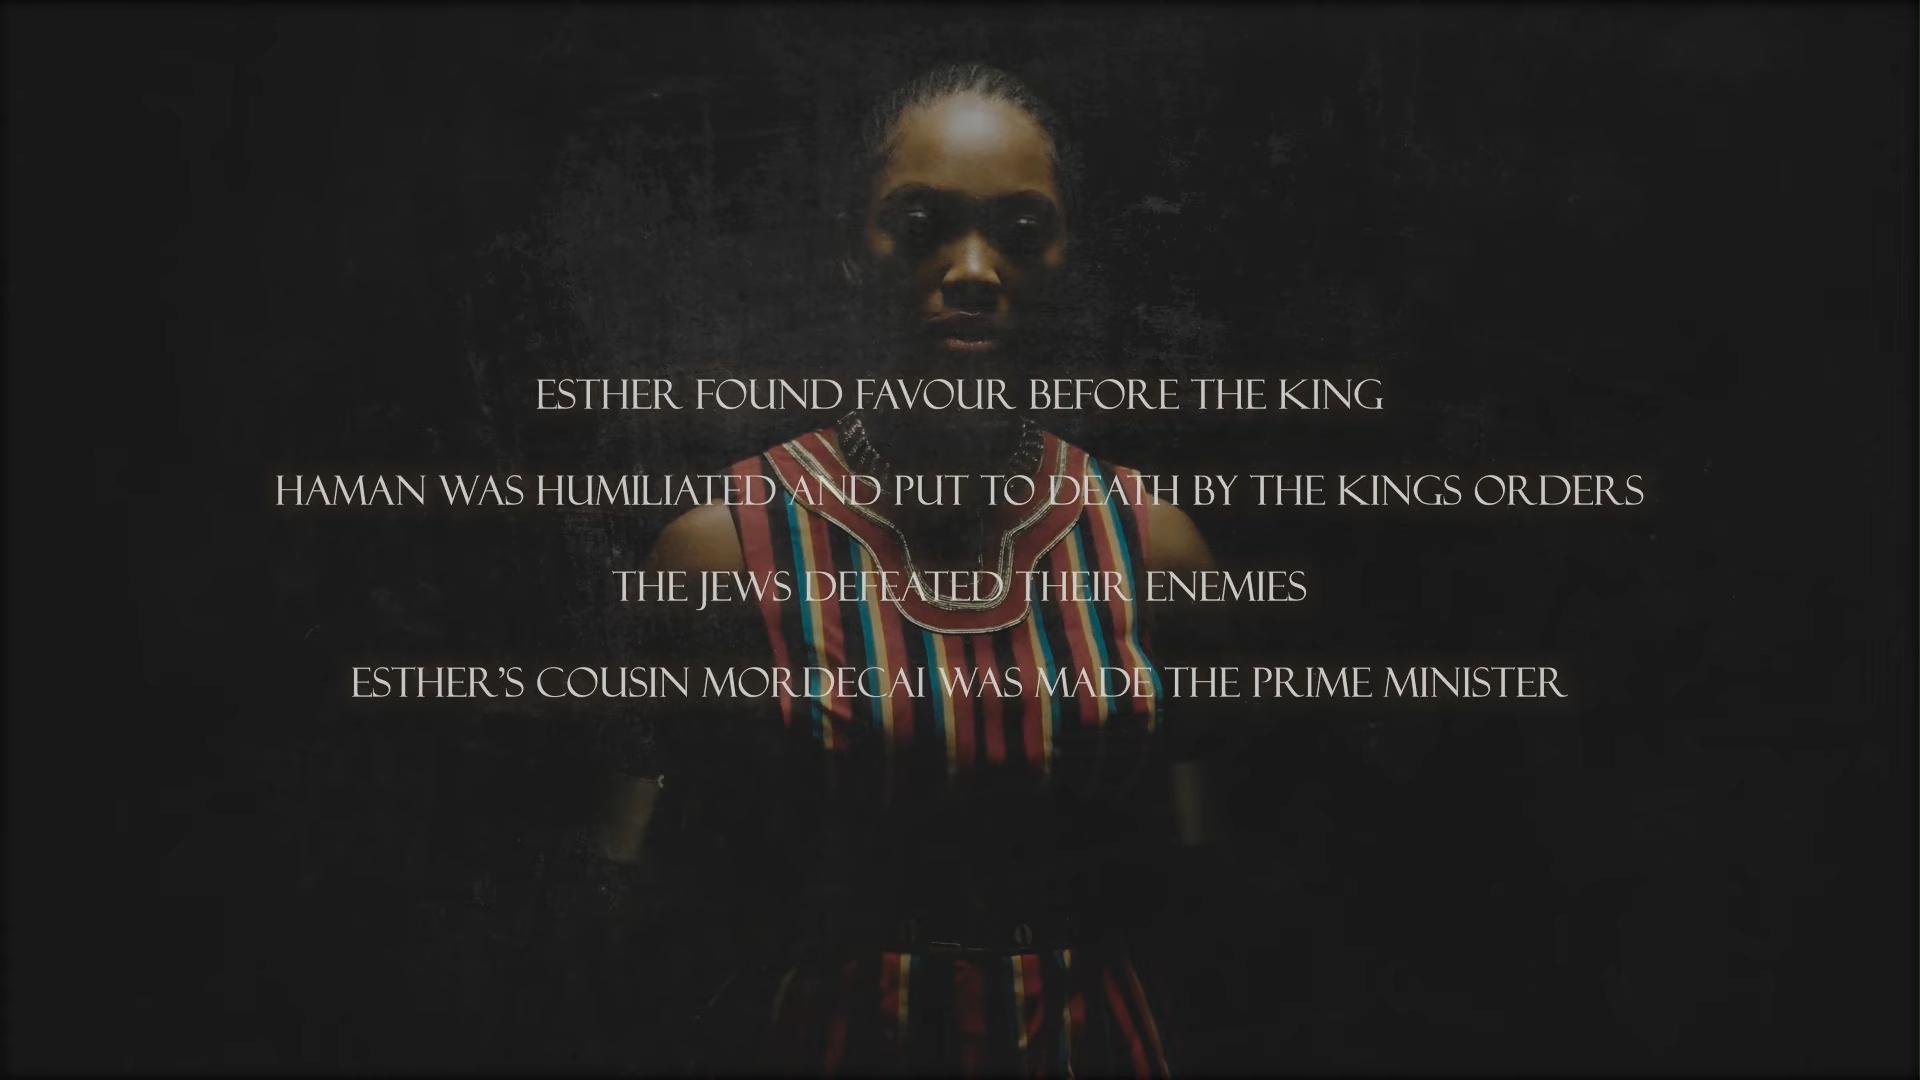 ESTHER FOUND FAVOUR BEFORE THE KING
HAMAN WAS HUMILIATED AND PUT TO DEATH BY THE KINGS ORDERS
THE JEWS DEFEATED THEIR ENEMIES
ESTHER’S COUSIN MORDECAI WAS MADE THE PRIME MINISTER